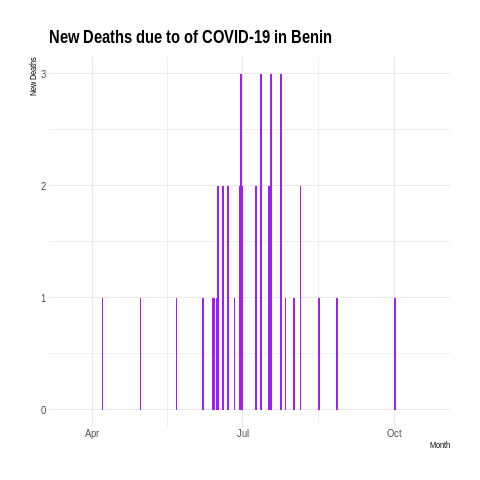 New Deaths due to of COVID-19 in Benin
New Deaths
3
2
1
0
Apr
Jul
Oct
Month